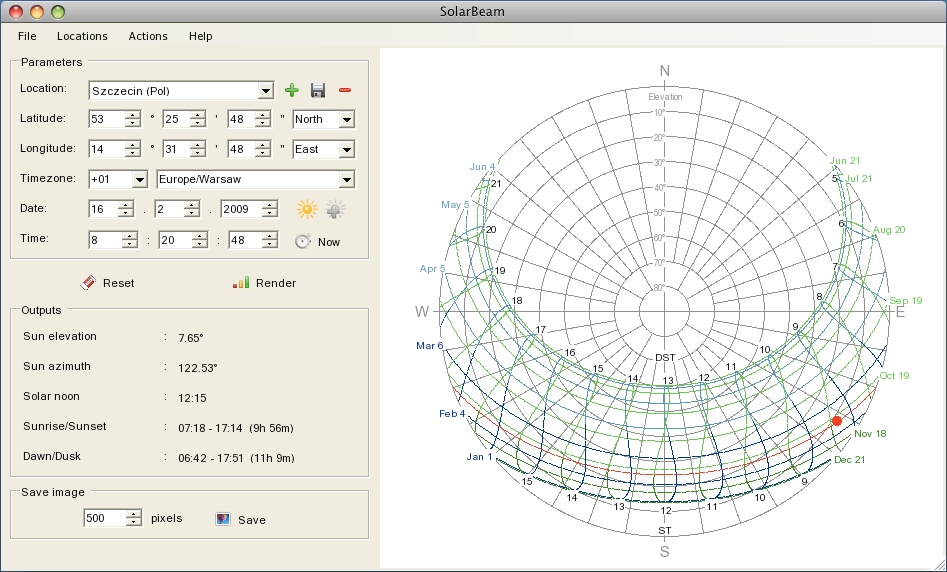 SolarBeam
File Locations Actions Help
Parameters
Location: Szczecin (Pol)
Latitude: 53 ° 25 ' 48 " North
Longitude: 14 ° 31 ' 48 " East
Timezone: +01 Europe/Warsaw
Date: 16 . 2 . 2009
Time: 8 : 20 : 48 Now
Reset Render
Outputs
Sun elevation : 7.65°
Sun azimuth : 122.53°
Solar noon : 12:15
Sunrise/Sunset : 07:18 - 17:14 (9h 56m)
Dawn/Dusk : 06:42 - 17:51 (11h 9m)
Save image
500 pixels Save
N
Elevation
10°
20°
30°
40°
50°
60°
70°
80°
Jun 4
May 5
Apr 5
W
Mar 6
Feb 4
Jan 1
Jun 21
Jul 21
Aug 20
Sep 19
E
Oct 19
Nov 18
Dec 21
21
20
19
18
17
16
15
14
13
12
11
10
9
8
7
6
5
DST
15
14
13
12
11
10
9
ST
S